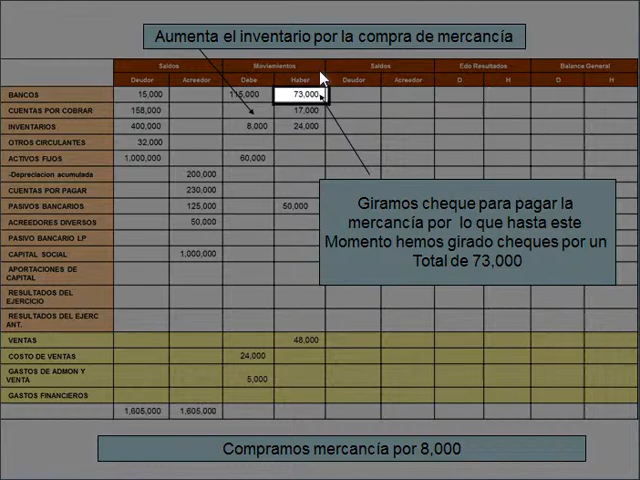 Aumenta el inventario por la compra de mercancía
Saldos Moviemientos Saldos Edo Resultados Balance General
Deudor Acreedor Debe Haber Deudor Acreedor D H D H
BANCOS 15,000 115,000 73,000
CUENTAS POR COBRAR 158,000 17,000
INVENTARIOS 400,000 8,000 24,000
OTROS CIRCULANTES 32,000
ACTIVOS FIJOS 1,000,000 60,000
-Depreciacion acumulada 200,000
CUENTAS POR PAGAR 230,000
PASIVOS BANCARIOS 125,000 50,000
ACREEDORES DIVERSOS 50,000
PASIVO BANCARIO LP
CAPITAL SOCIAL 1,000,000
APORTACIONES DE
CAPITAL
RESULTADOS DEL
EJERCICIO
RESULTADOS DEL EJERC
ANT.
Giramos cheque para pagar la
mercancía por lo que hasta este
Momento hemos girado cheques por un
Total de 73,000
VENTAS 48,000
COSTO DE VENTAS 24,000
GASTOS DE ADMON Y
VENTA 5,000
GASTOS FINANCIEROS
1,605,000 1,605,000
Compramos mercancía por 8,000